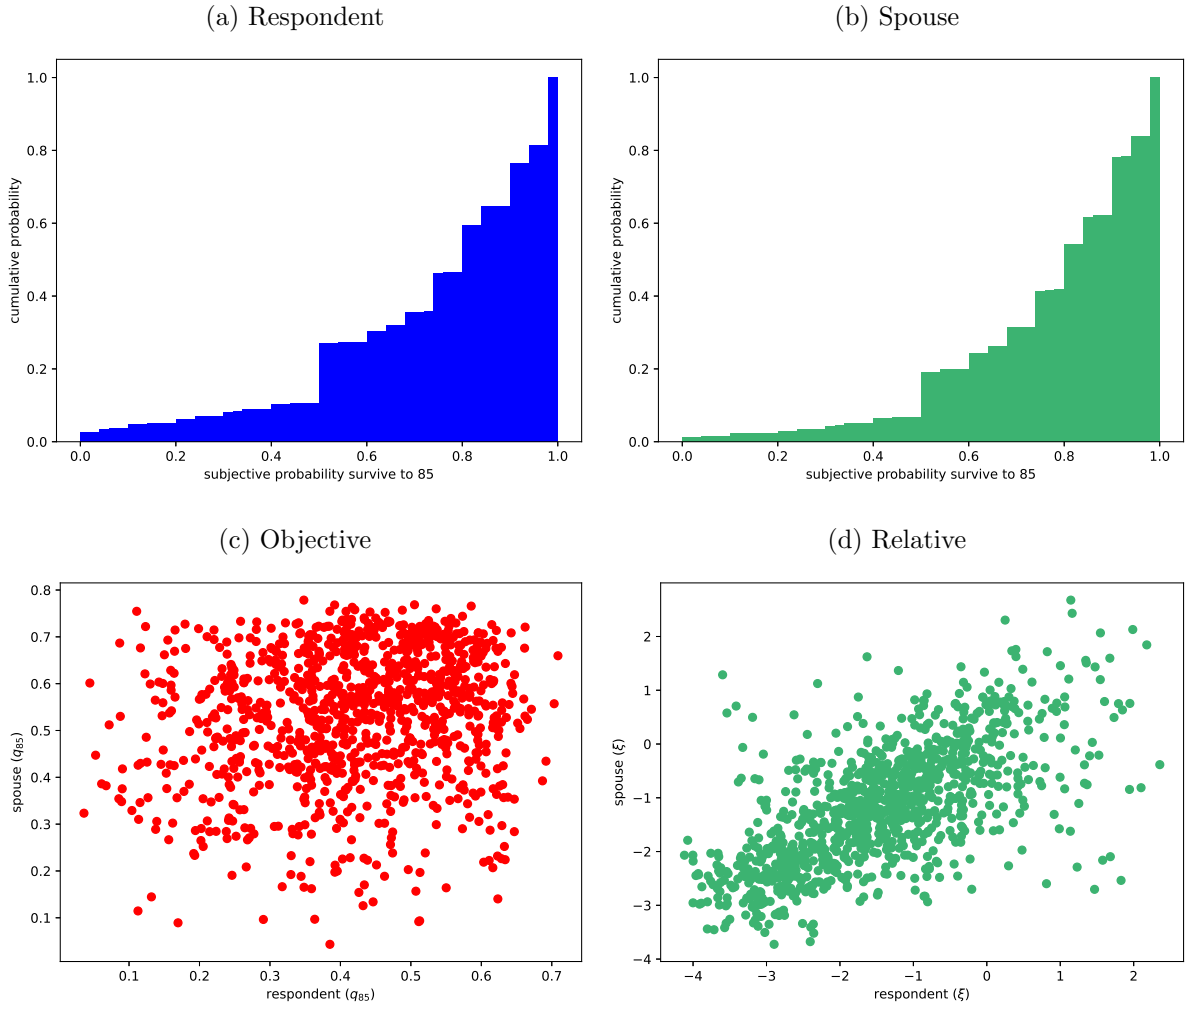 (a) Respondent
1.0
0.8
0.6
0.4
0.2
0.0
cumulative probability
0.0 0.2 0.4 0.6 0.8 1.0
subjective probability survive to 85
(b) Spouse
1.0
0.8
0.6
0.4
0.2
0.0
cumulative probability
0.0 0.2 0.4 0.6 0.8 1.0
subjective probability survive to 85
(c) Objective
0.8
0.7
0.6
0.5
0.4
0.3
0.2
0.1
spouse (q₈₅)
0.1 0.2 0.3 0.4 0.5 0.6 0.7
respondent (q₈₅)
(d) Relative
2
1
0
−1
−2
−3
−4
spouse (ξ)
−4 −3 −2 −1 0 1 2
respondent (ξ)